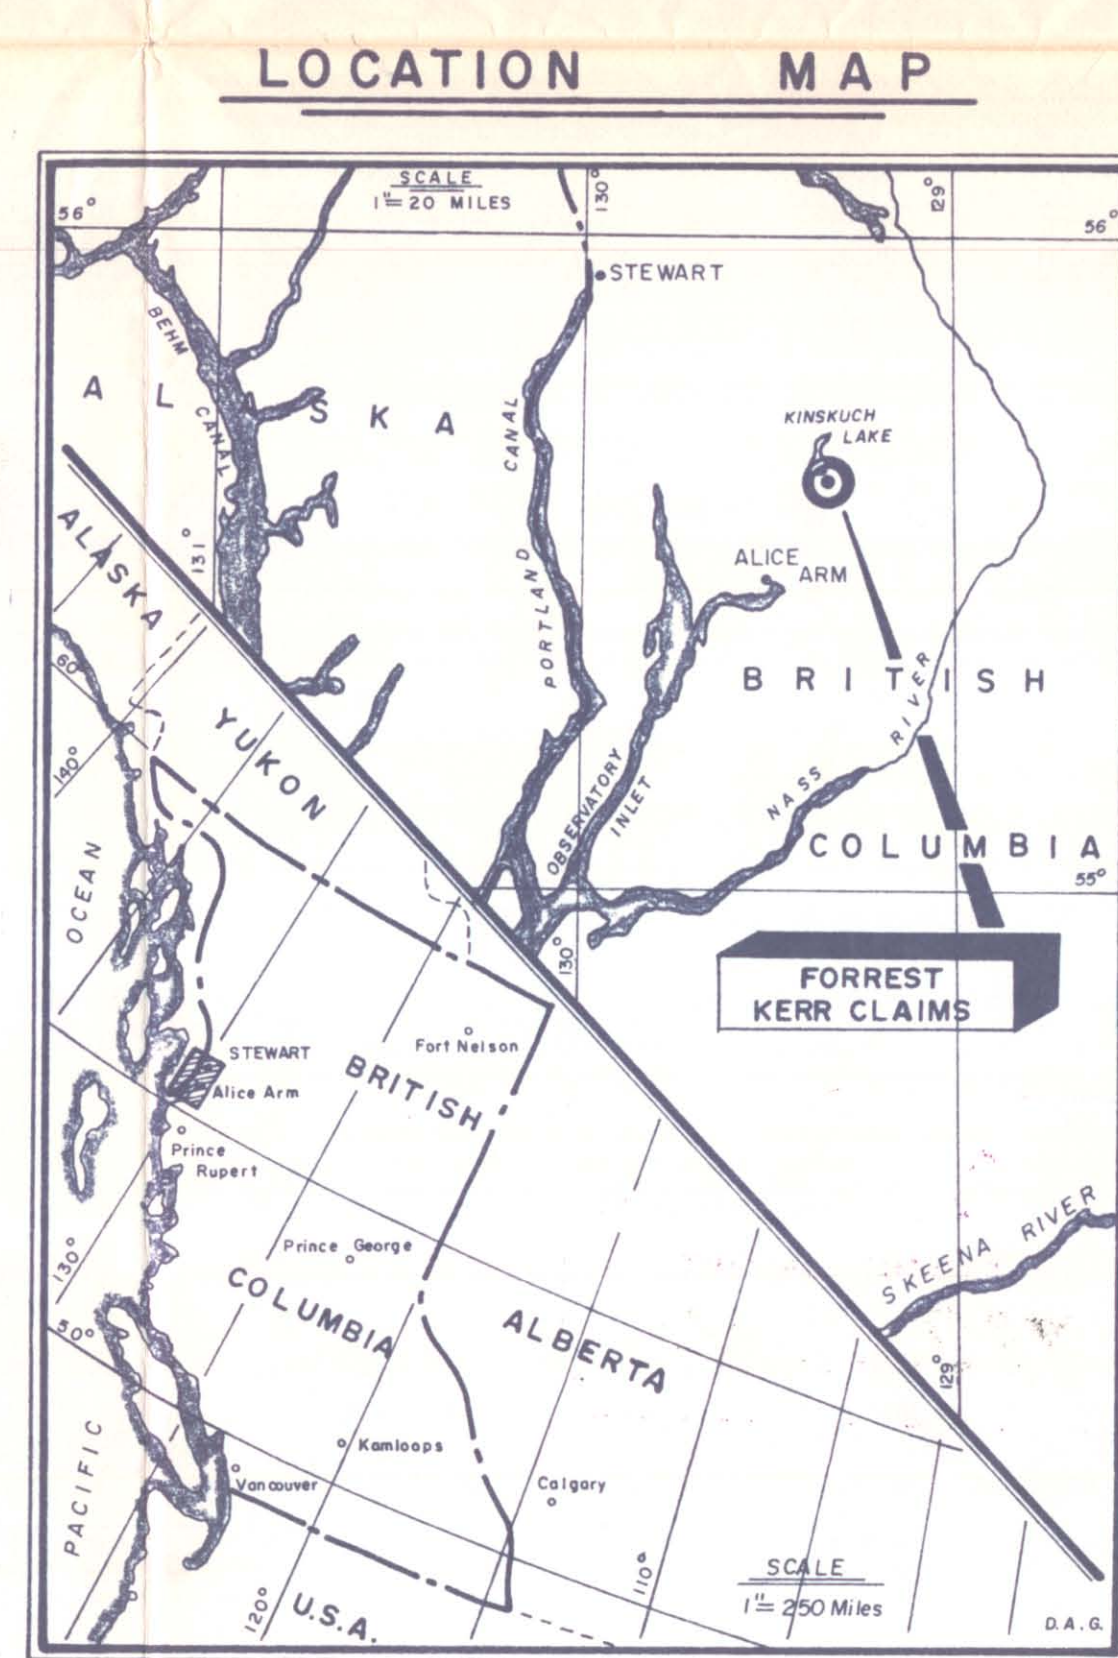 LOCATION MAP
SCALE
1"= 20 MILES
56°
130°
129°
56°
STEWART
BEHM
CANAL
A L SKA
KINSKUCH
LAKE
PORTLAND CANAL
ALICE
ARM
131°
ALASKA
BRITISH
60°
NASS RIVER
YUKON
140°
OBSERVATORY
INLET
COLUMBIA
55°
OCEAN
130°
FORREST
KERR CLAIMS
Fort Nelson
STEWART
Alice Arm
BRITISH
Prince
Rupert
SKEENA RIVER
Prince George
130°
COLUMBIA
ALBERTA
50°
129°
PACIFIC
Kamloops
Vancouver
Calgary
110°
SCALE
1"= 250 Miles
120°
U.S.A.
D.A.G.